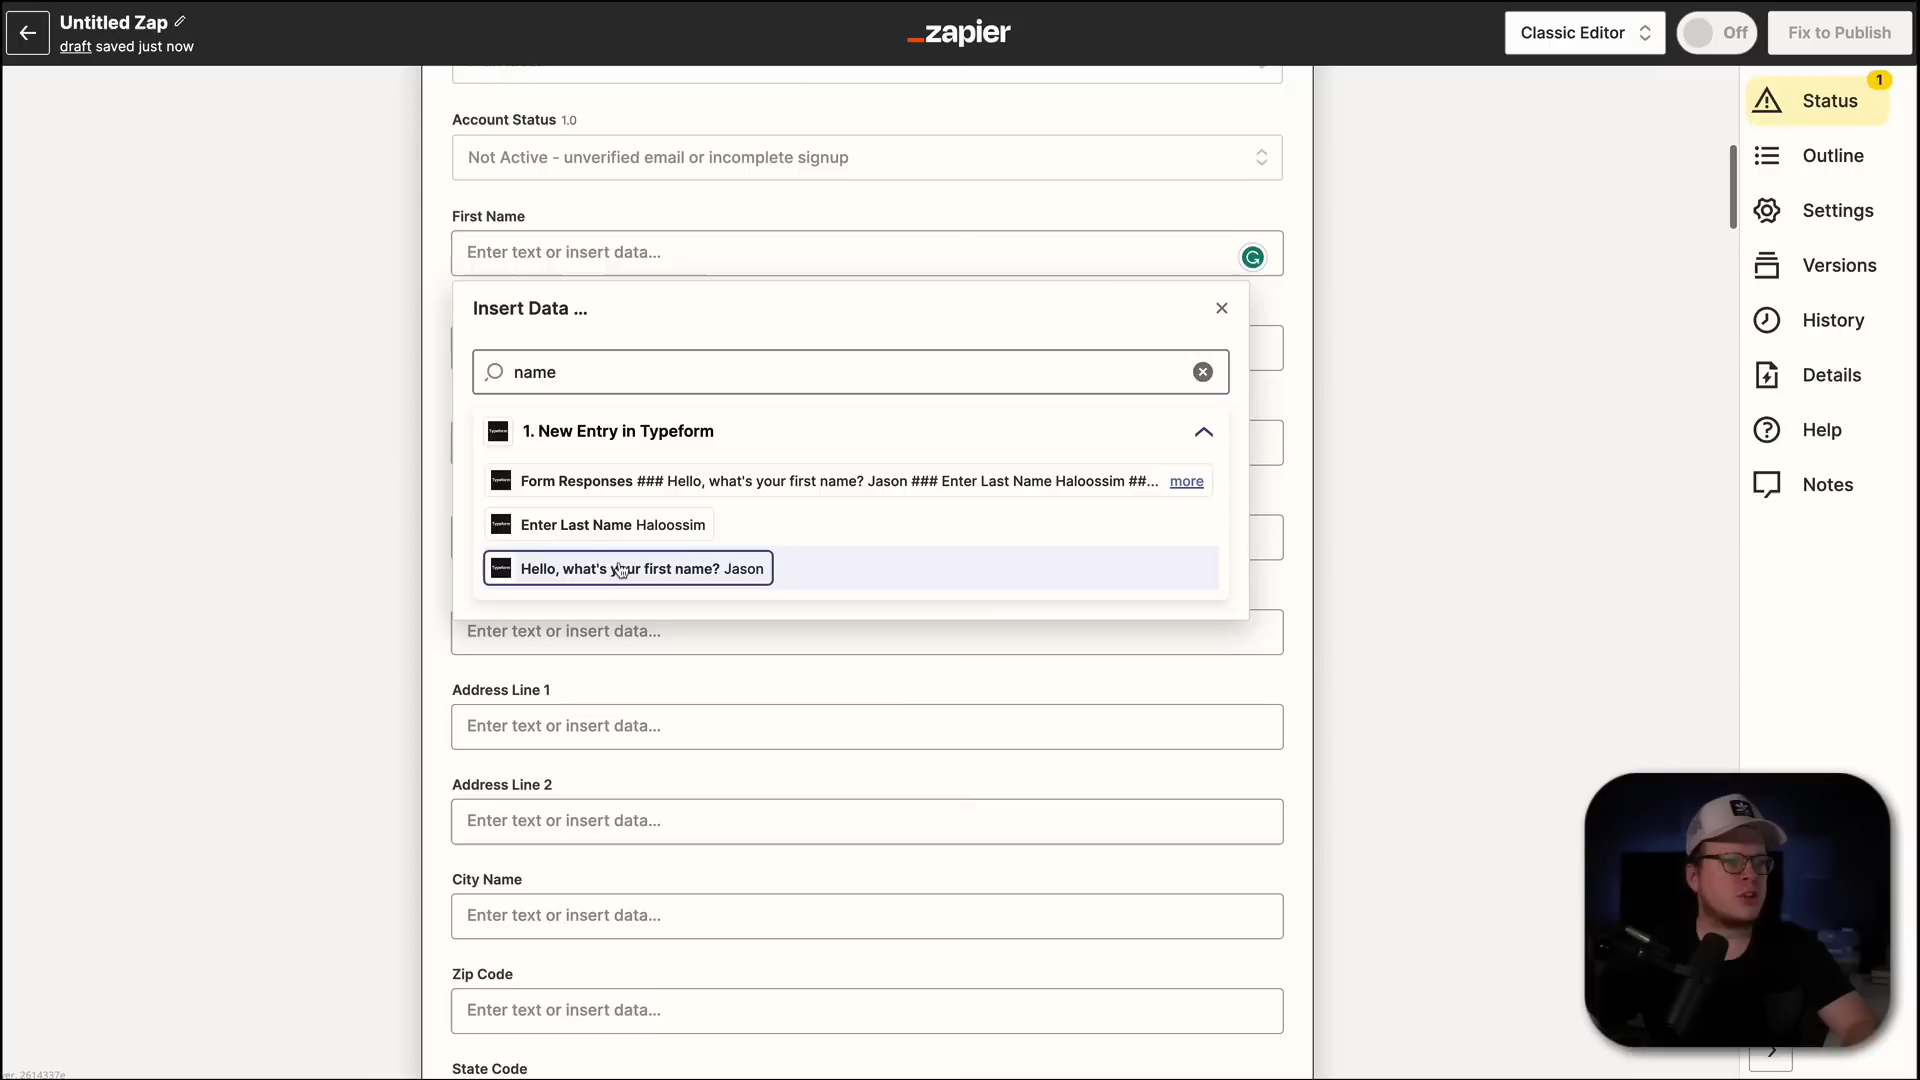 Untitled Zap
draft saved just now
zapier
Classic Editor
Off
Fix to Publish
1
Status
Outline
Settings
Versions
History
Details
Help
Notes
Account Status 1.0
Not Active - unverified email or incomplete signup
First Name
Enter text or insert data...
Insert Data ...
name
1. New Entry in Typeform
Form Responses ### Hello, what's your first name? Jason ### Enter Last Name Haloossim ##... more
Enter Last Name Haloossim
Hello, what's your first name? Jason
Enter text or insert data...
Address Line 1
Enter text or insert data...
Address Line 2
Enter text or insert data...
City Name
Enter text or insert data...
Zip Code
Enter text or insert data...
State Code
ver. 2614337e